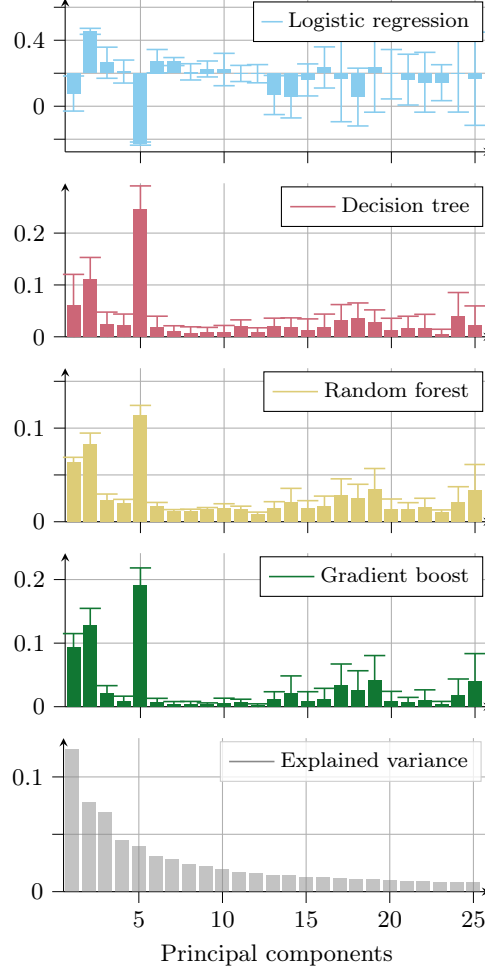 Logistic regression
0.4
0
Decision tree
0.2
0.1
0
Random forest
0.1
0
Gradient boost
0.2
0.1
0
Explained variance
0.1
0
5 10 15 20 25
Principal components